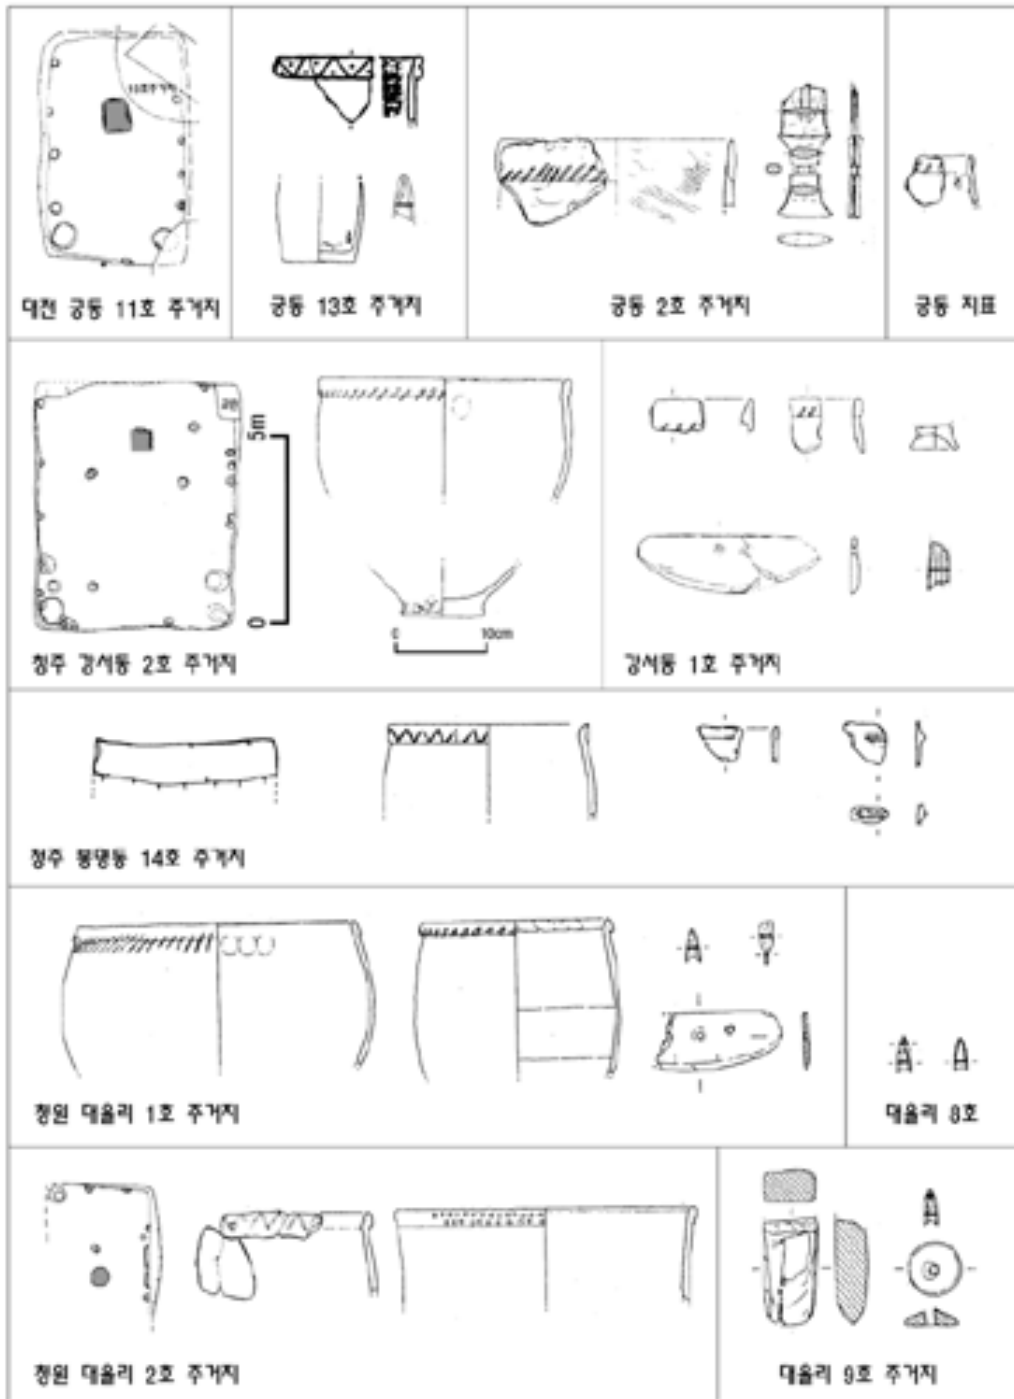 대전 궁동 11호 주거지
궁동 13호 주거지
궁동 2호 주거지
궁동 지표
5m
0
0 10cm
청주 강서동 2호 주거지
강서동 1호 주거지
청주 봉명동 14호 주거지
청원 대율리 1호 주거지
대율리 8호
청원 대율리 2호 주거지
대율리 9호 주거지